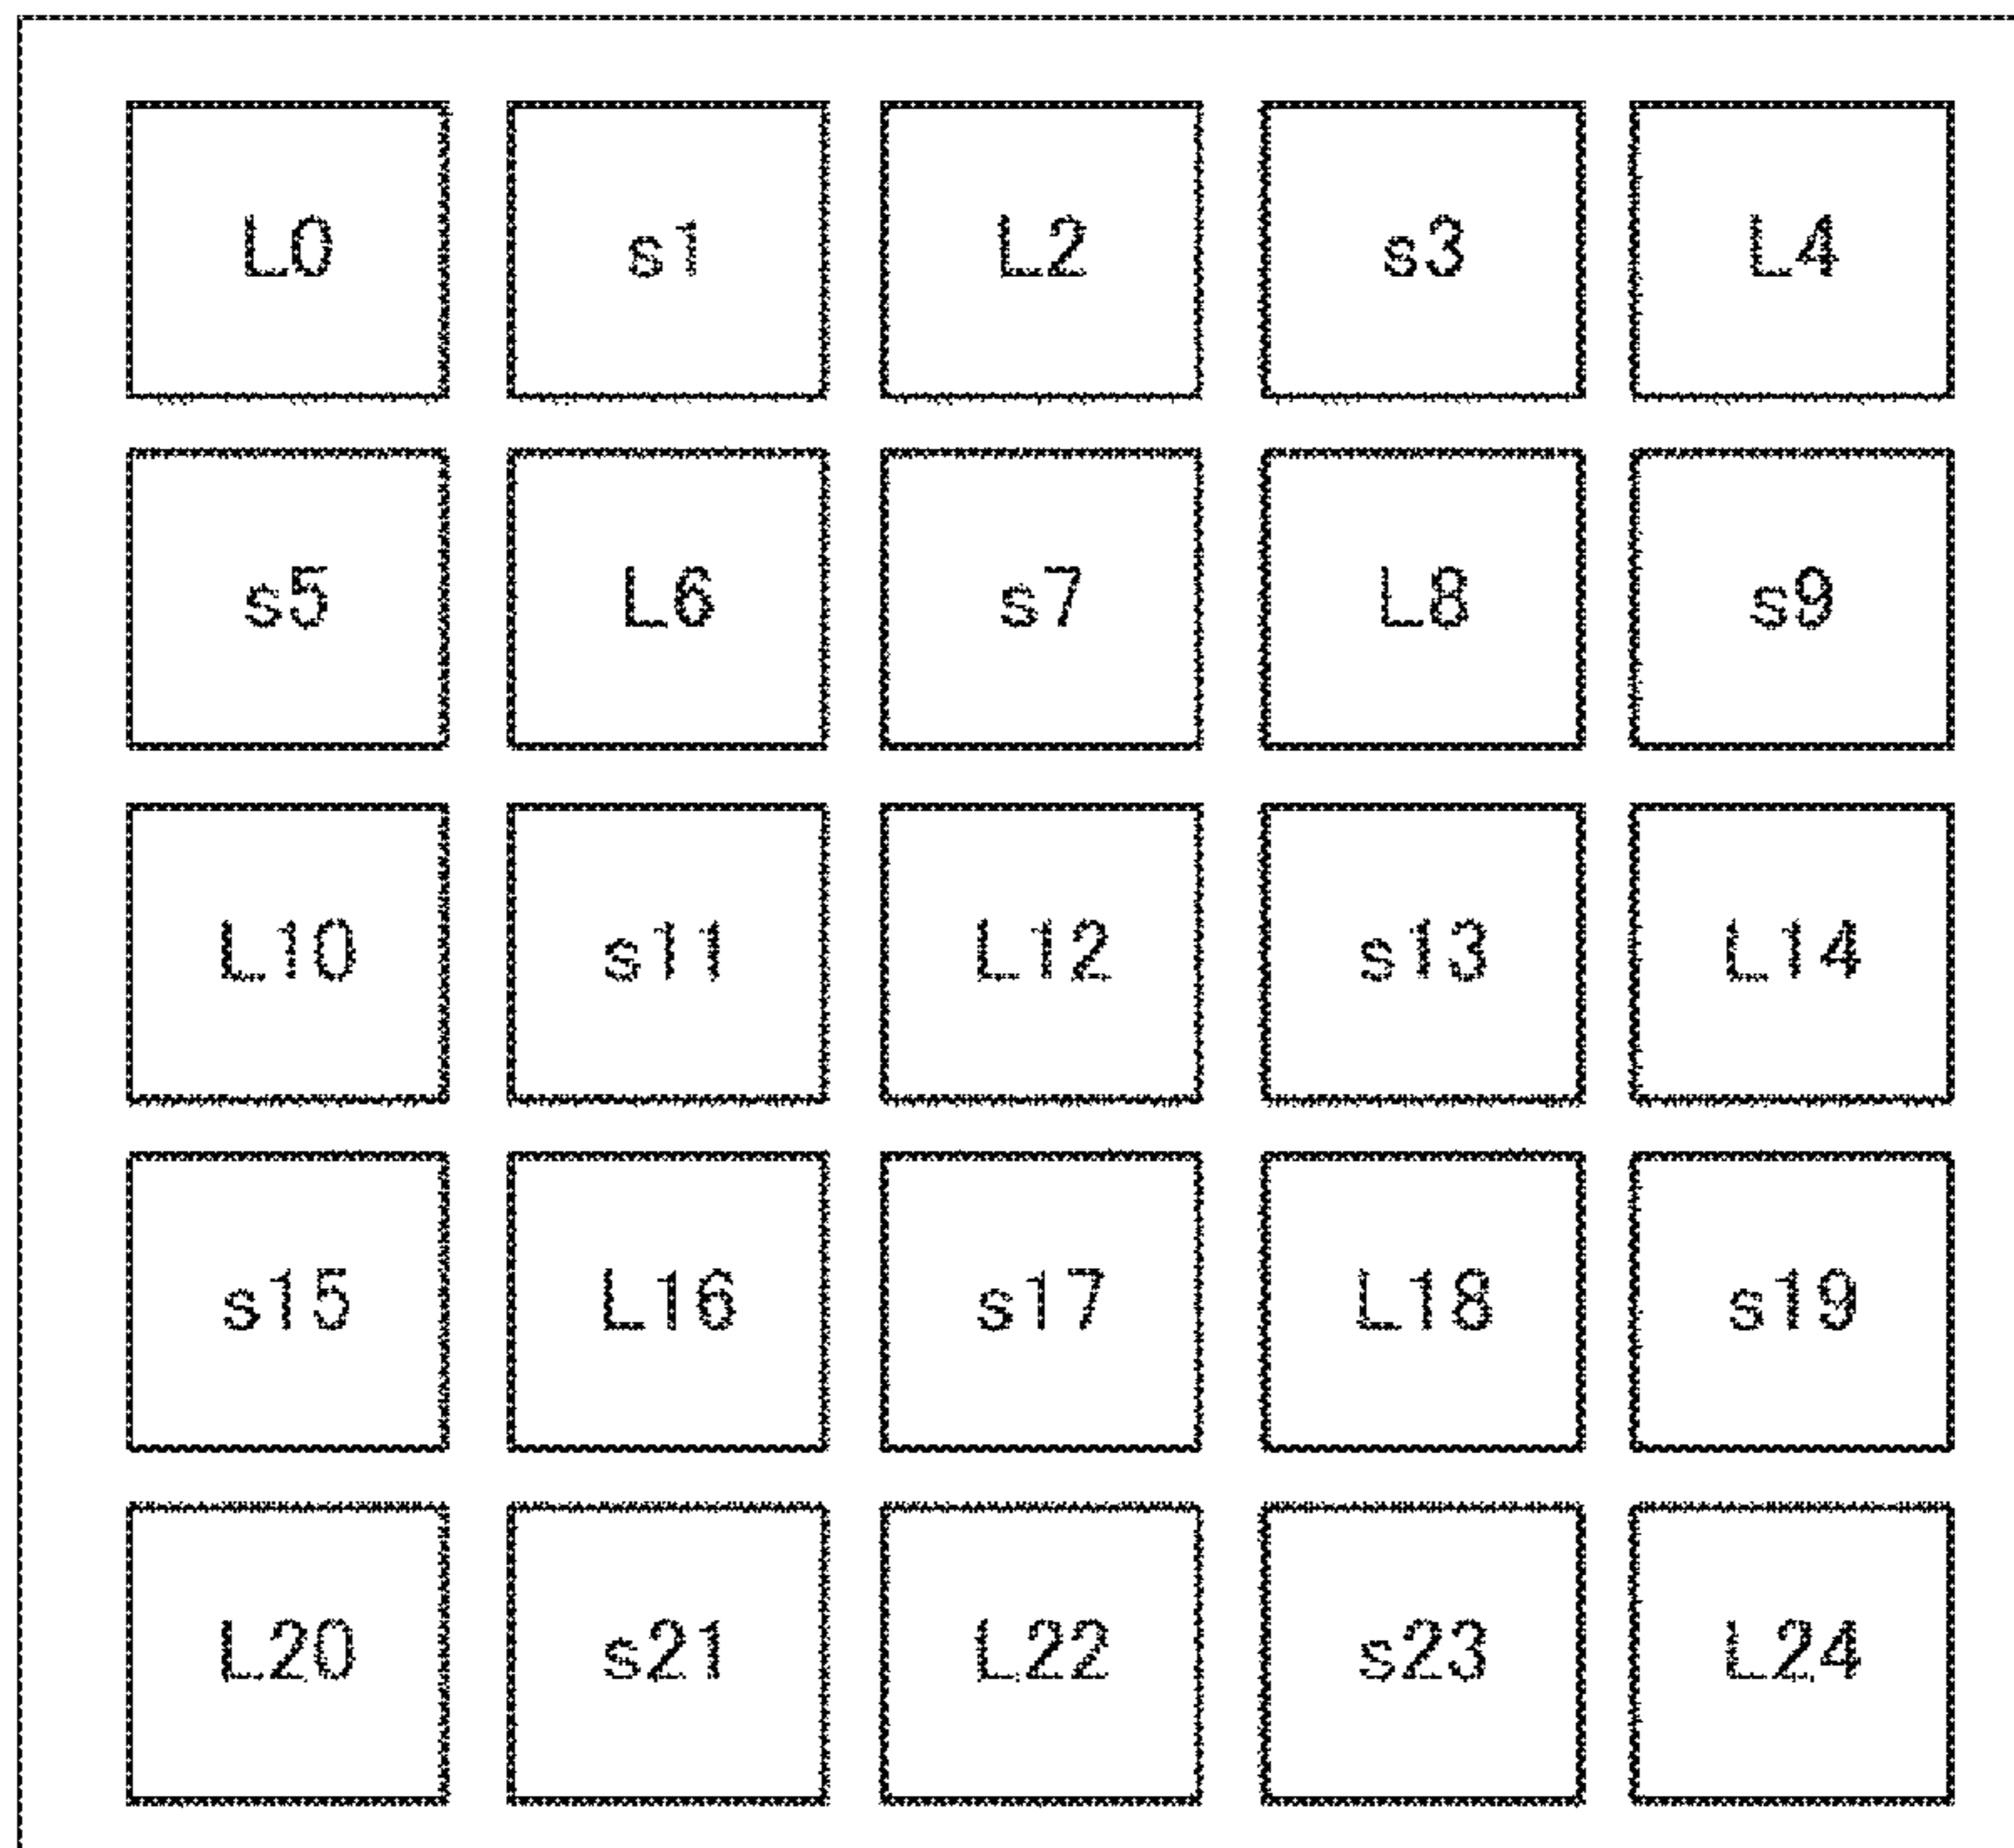 L0 s1 L2 s3 L4
s5 L6 s7 L8 s9
L10 s11 L12 s13 L14
s15 L16 s17 L18 s19
L20 s21 L22 s23 L24